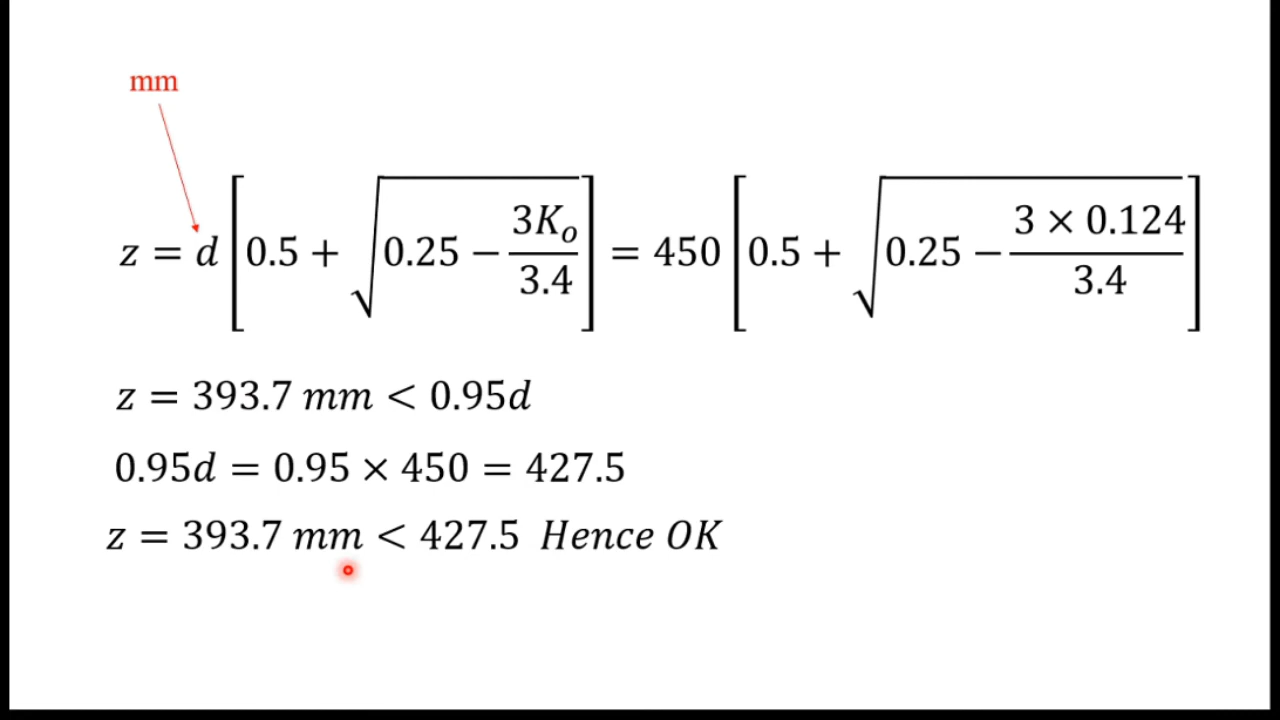 mm
z = d [0.5 + √(0.25 − 3K₀/3.4)] = 450 [0.5 + √(0.25 − (3 × 0.124)/3.4)]
z = 393.7 mm < 0.95d
0.95d = 0.95 × 450 = 427.5
z = 393.7 mm < 427.5 Hence OK